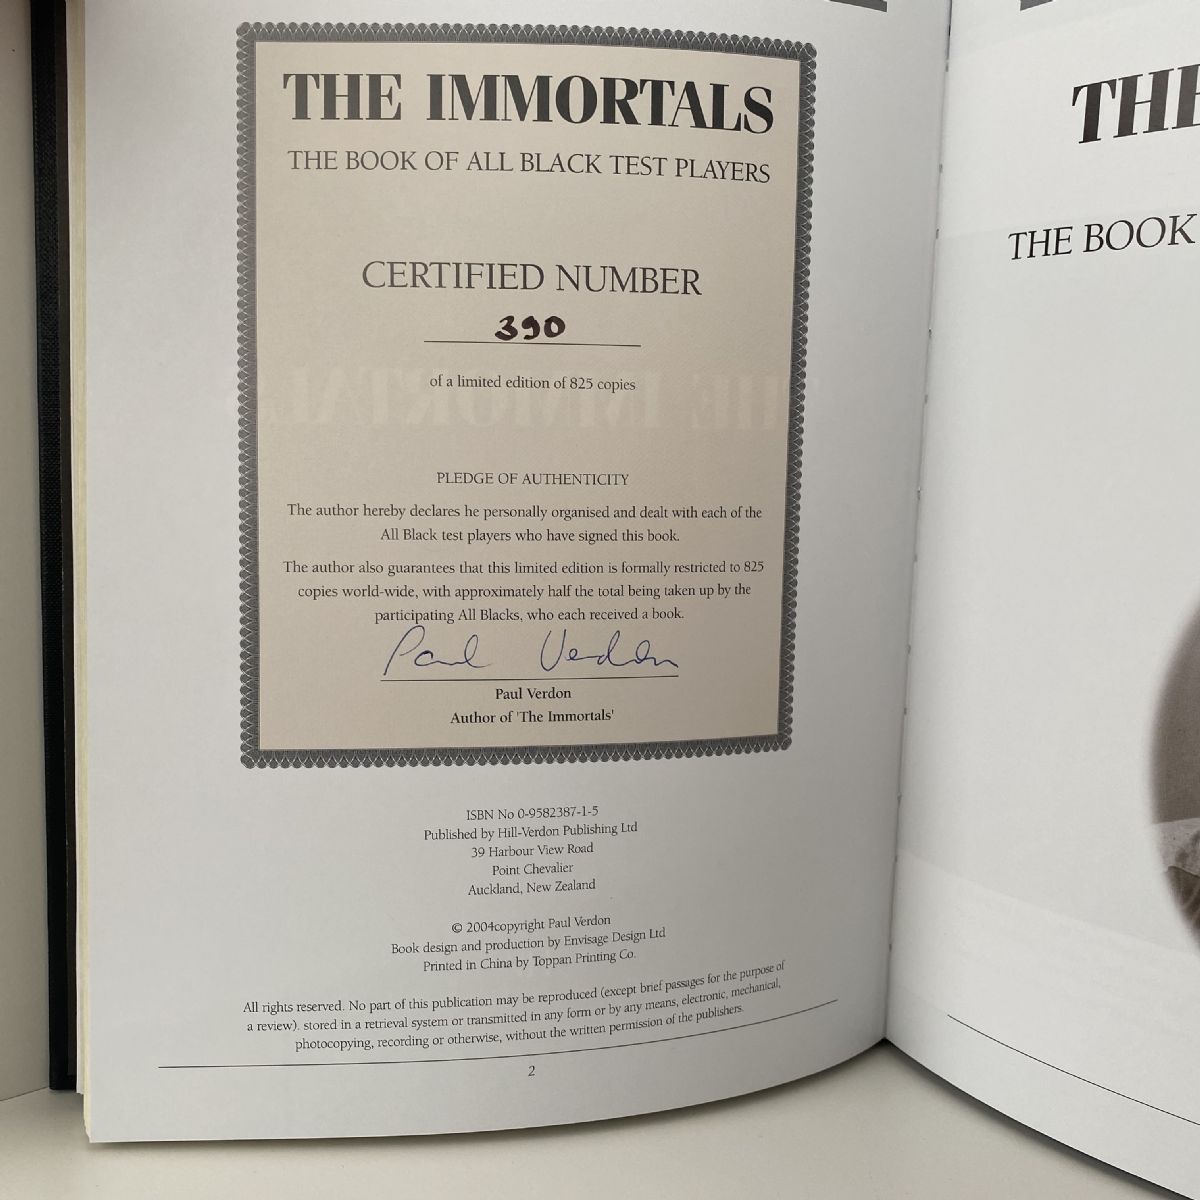 THE IMMORTALS
THE BOOK OF ALL BLACK TEST PLAYERS
CERTIFIED NUMBER
390
of a limited edition of 825 copies
PLEDGE OF AUTHENTICITY
The author hereby declares he personally organised and dealt with each of the
All Black test players who have signed this book.
The author also guarantees that this limited edition is formally restricted to 825
copies world-wide, with approximately half the total being taken up by the
participating All Blacks, who each received a book.
Paul Verdon
Paul Verdon
Author of 'The Immortals'
ISBN No 0-9582387-1-5
Published by Hill-Verdon Publishing Ltd
39 Harbour View Road
Point Chevalier
Auckland, New Zealand
© 2004copyright Paul Verdon
Book design and production by Envisage Design Ltd
Printed in China by Toppan Printing Co.
All rights reserved. No part of this publication may be reproduced (except brief passages for the purpose of
a review). stored in a retrieval system or transmitted in any form or by any means, electronic, mechanical,
photocopying, recording or otherwise, without the written permission of the publishers.
2
THE
THE BOOK